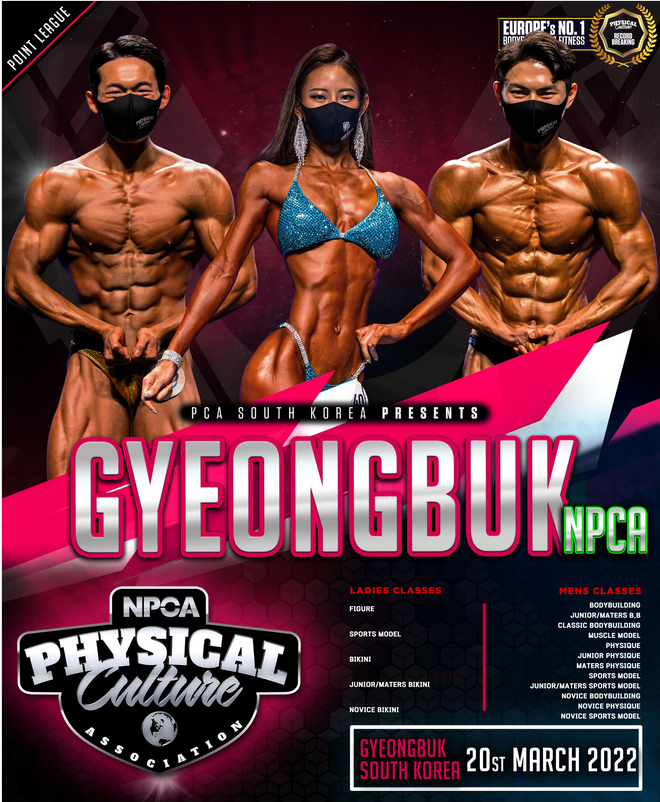 POINT LEAGUE
EUROPE's NO. 1
FITNESS
PHYSICAL
Culture
RECORD
BREAKING
PCA SOUTH KOREA PRESENTS
GYEONGBUK
NPCA
NPCA
PHYSICAL
Culture
ASSOCIATION
LADIES CLASSES
FIGURE
SPORTS MODEL
BIKINI
JUNIOR/MATERS BIKINI
NOVICE BIKINI
MENS CLASSES
BODYBUILDING
JUNIOR/MATERS B,B
CLASSIC BODYBUILDING
MUSCLE MODEL
PHYSIQUE
JUNIOR PHYSIQUE
MATERS PHYSIQUE
SPORTS MODEL
JUNIOR/MATERS SPORTS MODEL
NOVICE BODYBUILDING
NOVICE PHYSIQUE
NOVICE SPORTS MODEL
GYEONGBUK
SOUTH KOREA
20ST MARCH 2022